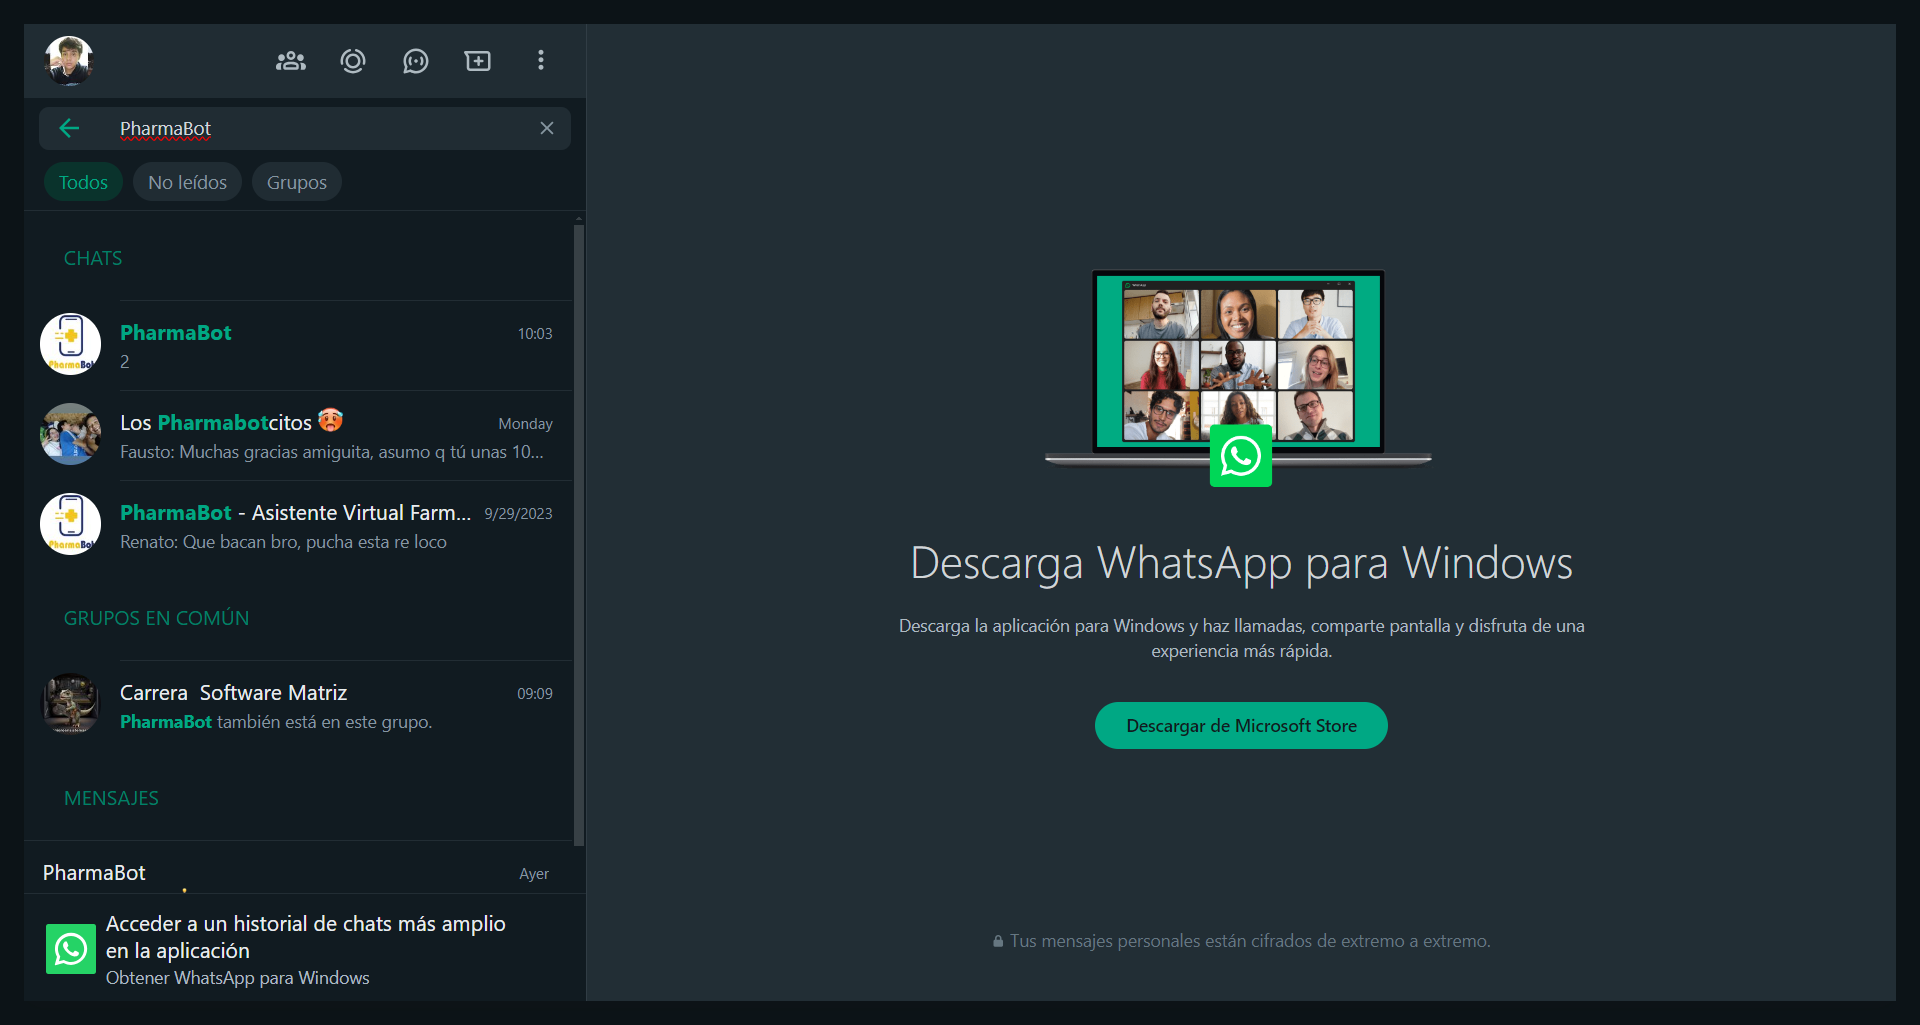 PharmaBot
Todos
No leídos
Grupos
CHATS
PharmaBot
10:03
2
Los Pharmabotcitos 🥵
Monday
Fausto: Muchas gracias amiguita, asumo q tú unas 10...
PharmaBot - Asistente Virtual Farm...
9/29/2023
Renato: Que bacan bro, pucha esta re loco
GRUPOS EN COMÚN
Carrera  Software Matriz
09:09
PharmaBot también está en este grupo.
MENSAJES
PharmaBot
Ayer
Acceder a un historial de chats más amplio
en la aplicación
Obtener WhatsApp para Windows
Descarga WhatsApp para Windows
Descarga la aplicación para Windows y haz llamadas, comparte pantalla y disfruta de una
experiencia más rápida.
Descargar de Microsoft Store
Tus mensajes personales están cifrados de extremo a extremo.